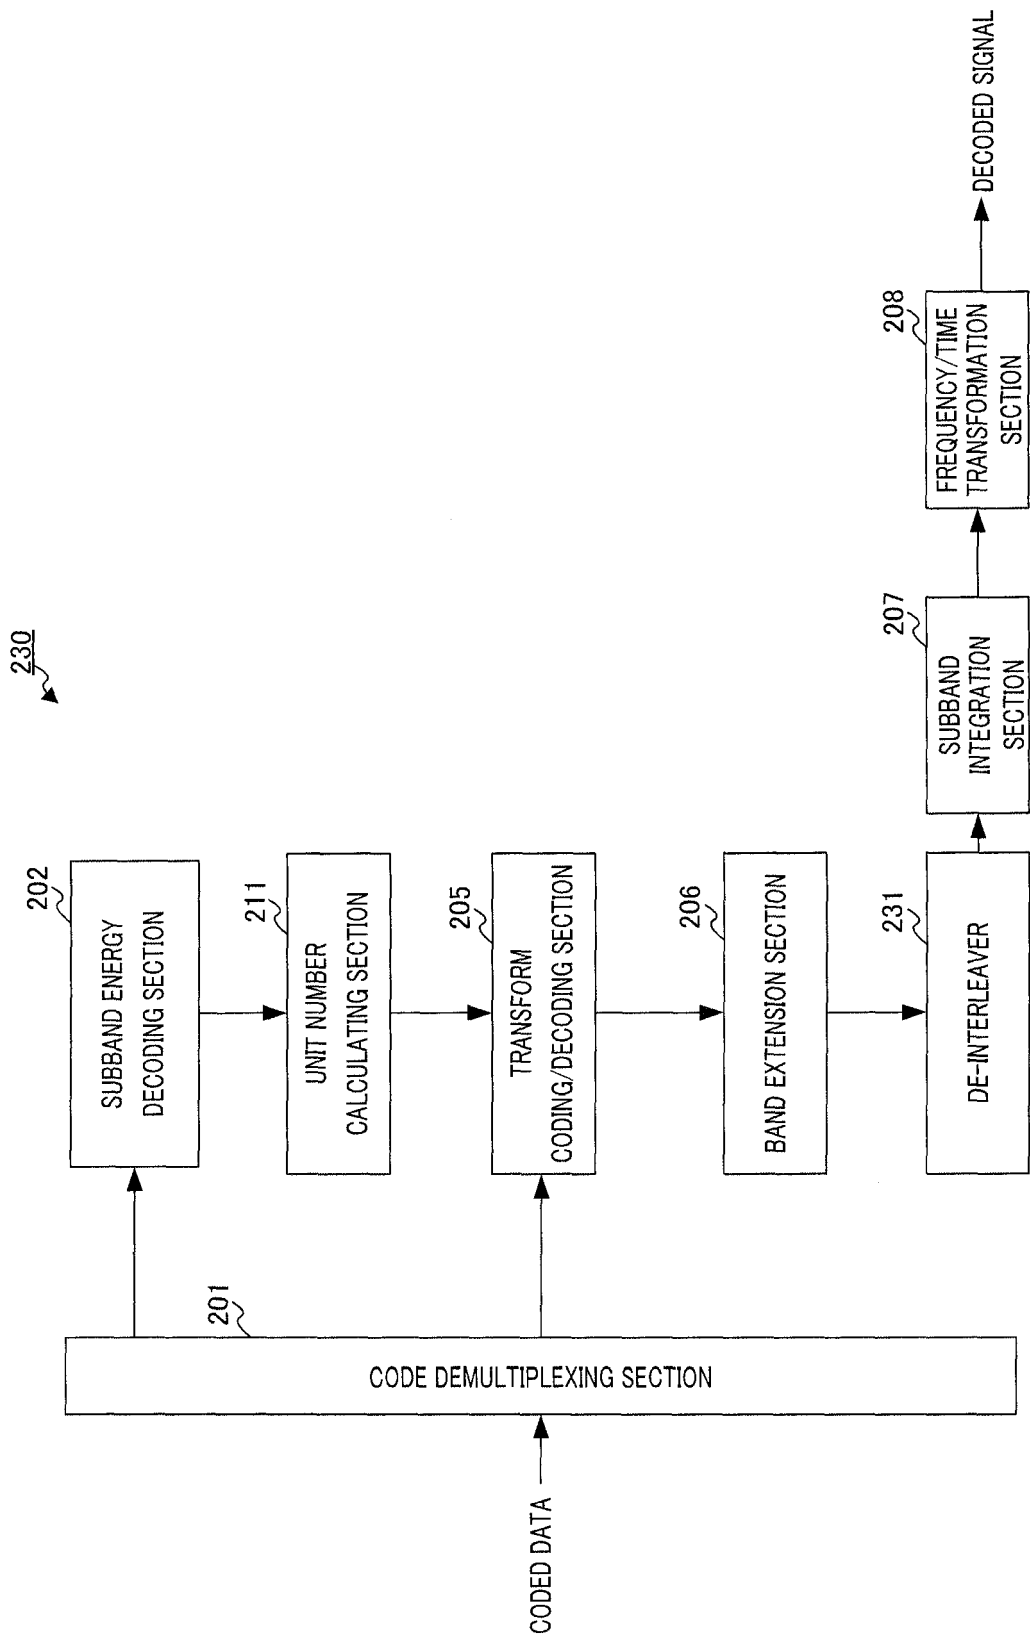 230
CODED DATA
201
CODE DEMULTIPLEXING SECTION
202
SUBBAND ENERGY
DECODING SECTION
211
UNIT NUMBER
CALCULATING SECTION
205
TRANSFORM
CODING/DECODING SECTION
206
BAND EXTENSION SECTION
231
DE-INTERLEAVER
207
SUBBAND
INTEGRATION
SECTION
208
FREQUENCY/TIME
TRANSFORMATION
SECTION
DECODED SIGNAL